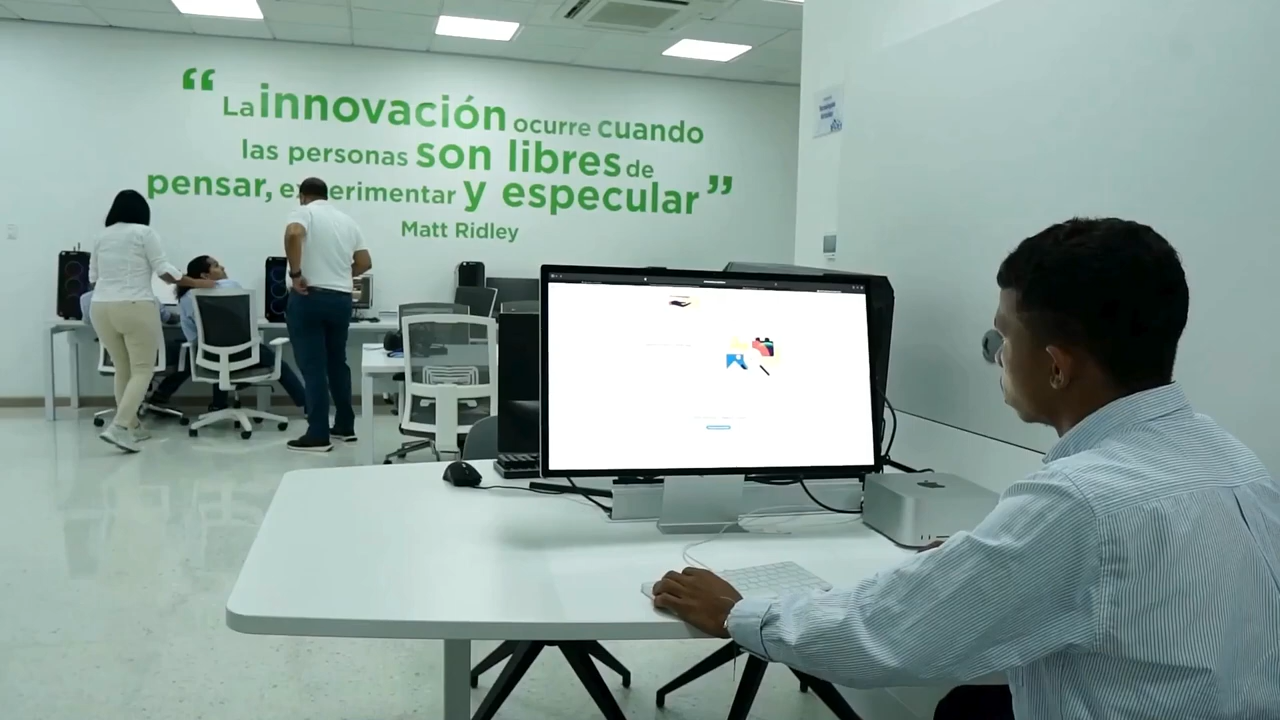 “La innovación ocurre cuando
las personas son libres de
pensar, experimentar y especular”
Matt Ridley